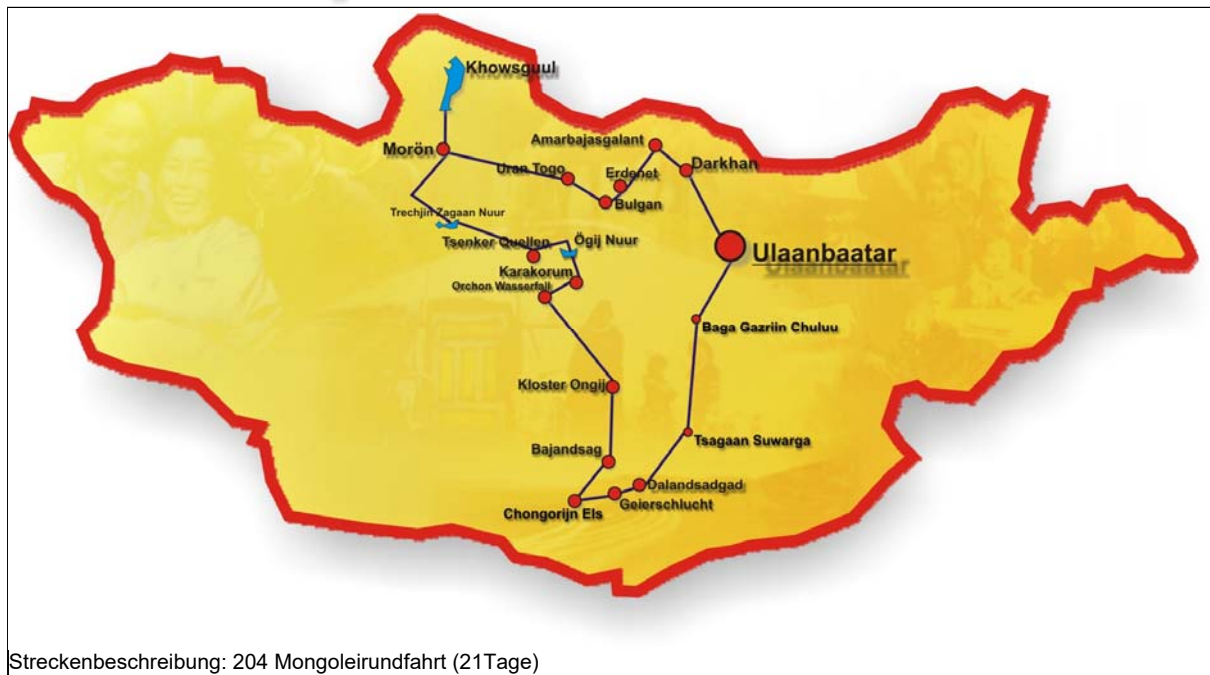 Khowsguul
Amarbajasgalant
Morön
Darkhan
Uran Togo
Erdenet
Bulgan
Trechjin Zagaan Nuur
Tsenker Quellen
Ögij Nuur
Ulaanbaatar
Karakorum
Orchon Wasserfall
Baga Gazriin Chuluu
Kloster Ongij
Tsagaan Suwarga
Bajandsag
Dalandsadgad
Geierschlucht
Chongorijn Els
Streckenbeschreibung: 204 Mongoleirundfahrt (21Tage)